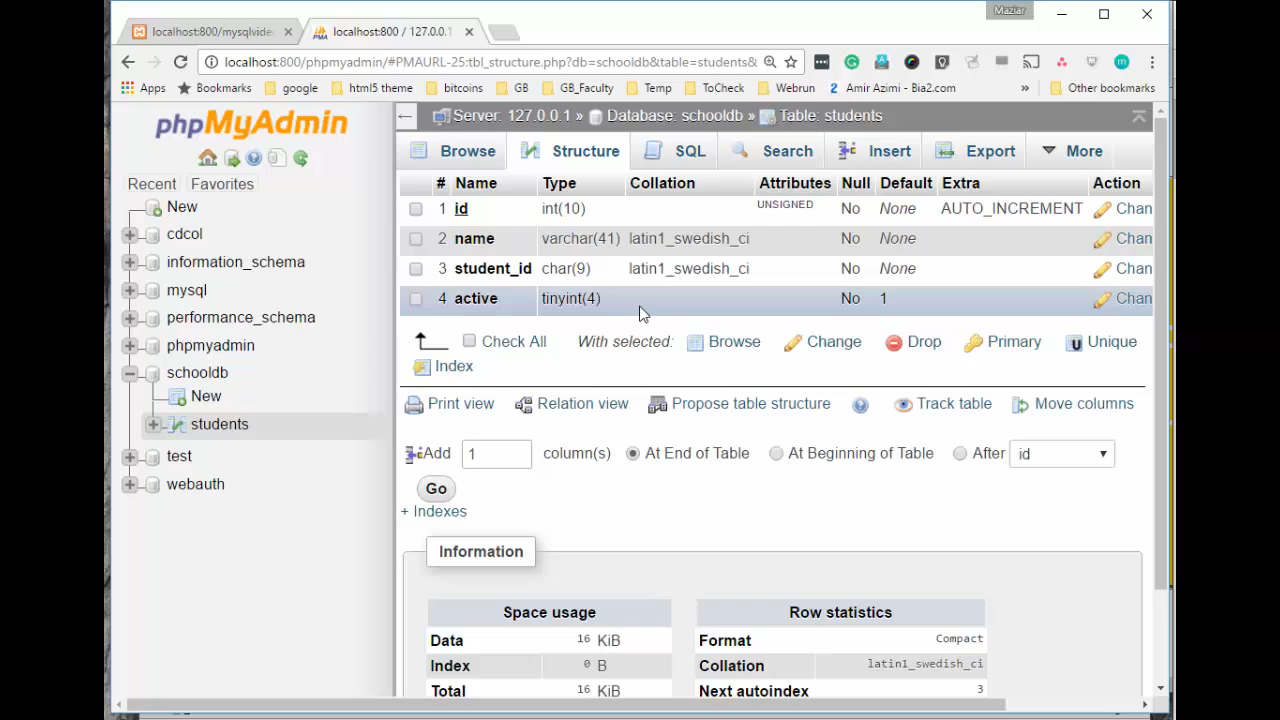 Maziar
localhost:800/mysqlvide
localhost:800 / 127.0.0.1
localhost:800/phpmyadmin/#PMAURL-25:tbl_structure.php?db=schooldb&table=students&
Apps Bookmarks google html5 theme bitcoins GB GB_Faculty Temp ToCheck Webrun 2 Amir Azimi - Bia2.com » Other bookmarks
phpMyAdmin
Recent Favorites
New
cdcol
information_schema
mysql
performance_schema
phpmyadmin
schooldb
New
students
test
webauth
Server: 127.0.0.1 » Database: schooldb » Table: students
Browse Structure SQL Search Insert Export More
# Name Type Collation Attributes Null Default Extra Action
1 id int(10) UNSIGNED No None AUTO_INCREMENT Chan
2 name varchar(41) latin1_swedish_ci No None Chan
3 student_id char(9) latin1_swedish_ci No None Chan
4 active tinyint(4) No 1 Chan
Check All With selected: Browse Change Drop Primary Unique
Index
Print view Relation view Propose table structure Track table Move columns
Add 1 column(s) At End of Table At Beginning of Table After id
Go
+ Indexes
Information
Space usage
Data 16 KiB
Index 0 B
Total 16 KiB
Row statistics
Format Compact
Collation latin1_swedish_ci
Next autoindex 3